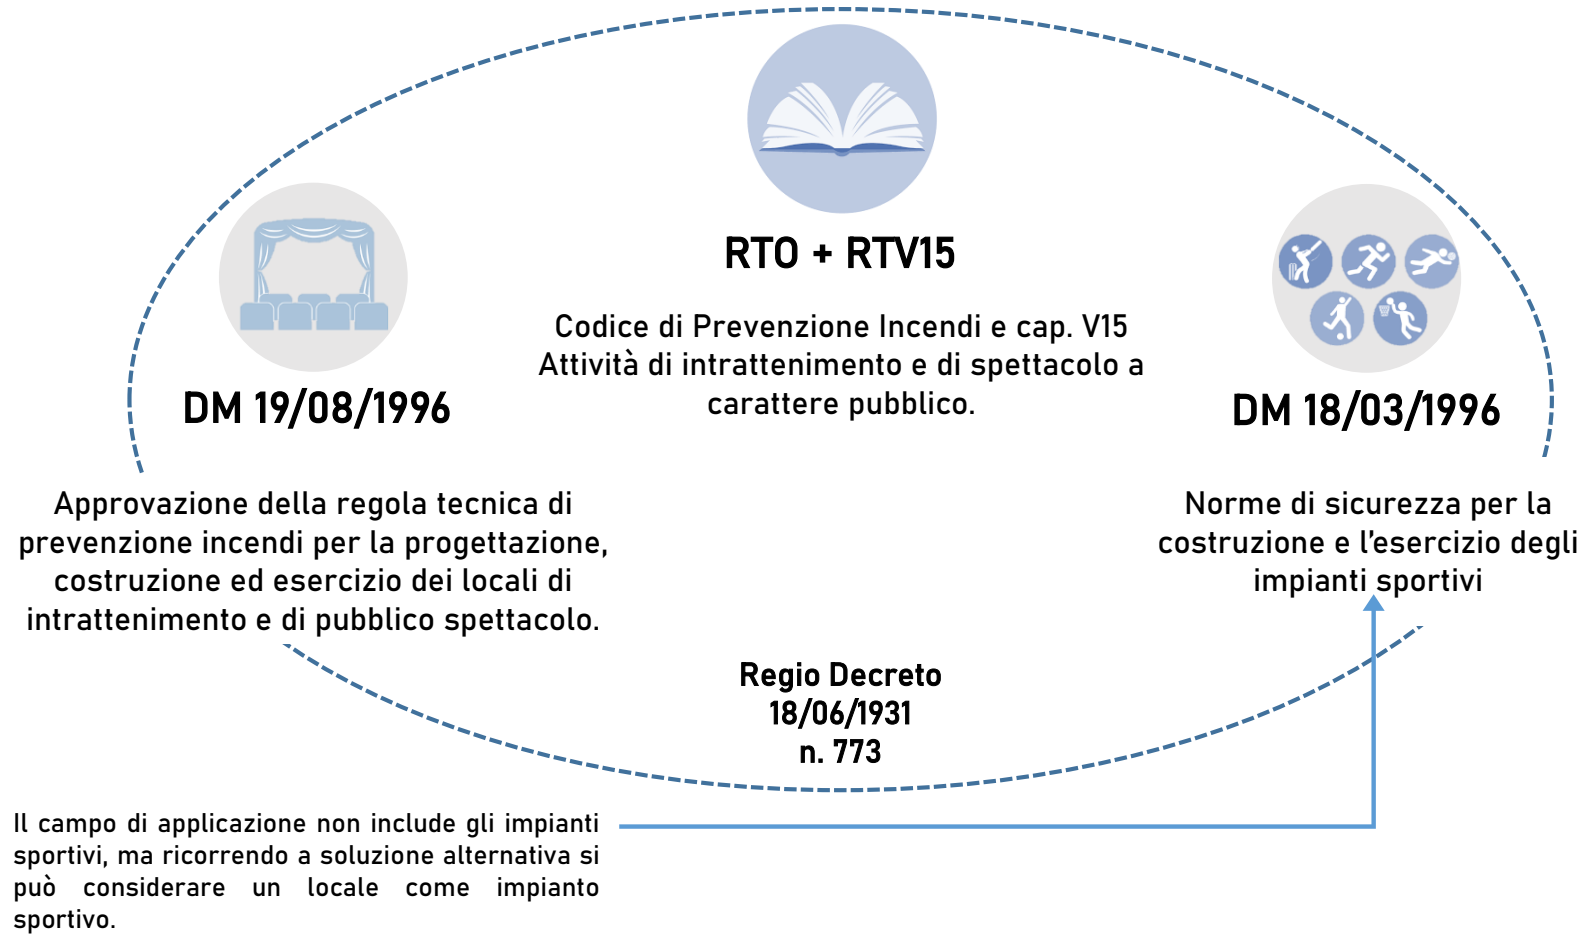 RTO + RTV15
Codice di Prevenzione Incendi e cap. V15
Attività di intrattenimento e di spettacolo a
carattere pubblico.
DM 19/08/1996
Approvazione della regola tecnica di
prevenzione incendi per la progettazione,
costruzione ed esercizio dei locali di
intrattenimento e di pubblico spettacolo.
DM 18/03/1996
Norme di sicurezza per la
costruzione e l'esercizio degli
impianti sportivi
Regio Decreto
18/06/1931
n. 773
Il campo di applicazione non include gli impianti
sportivi, ma ricorrendo a soluzione alternativa si
può considerare un locale come impianto
sportivo.